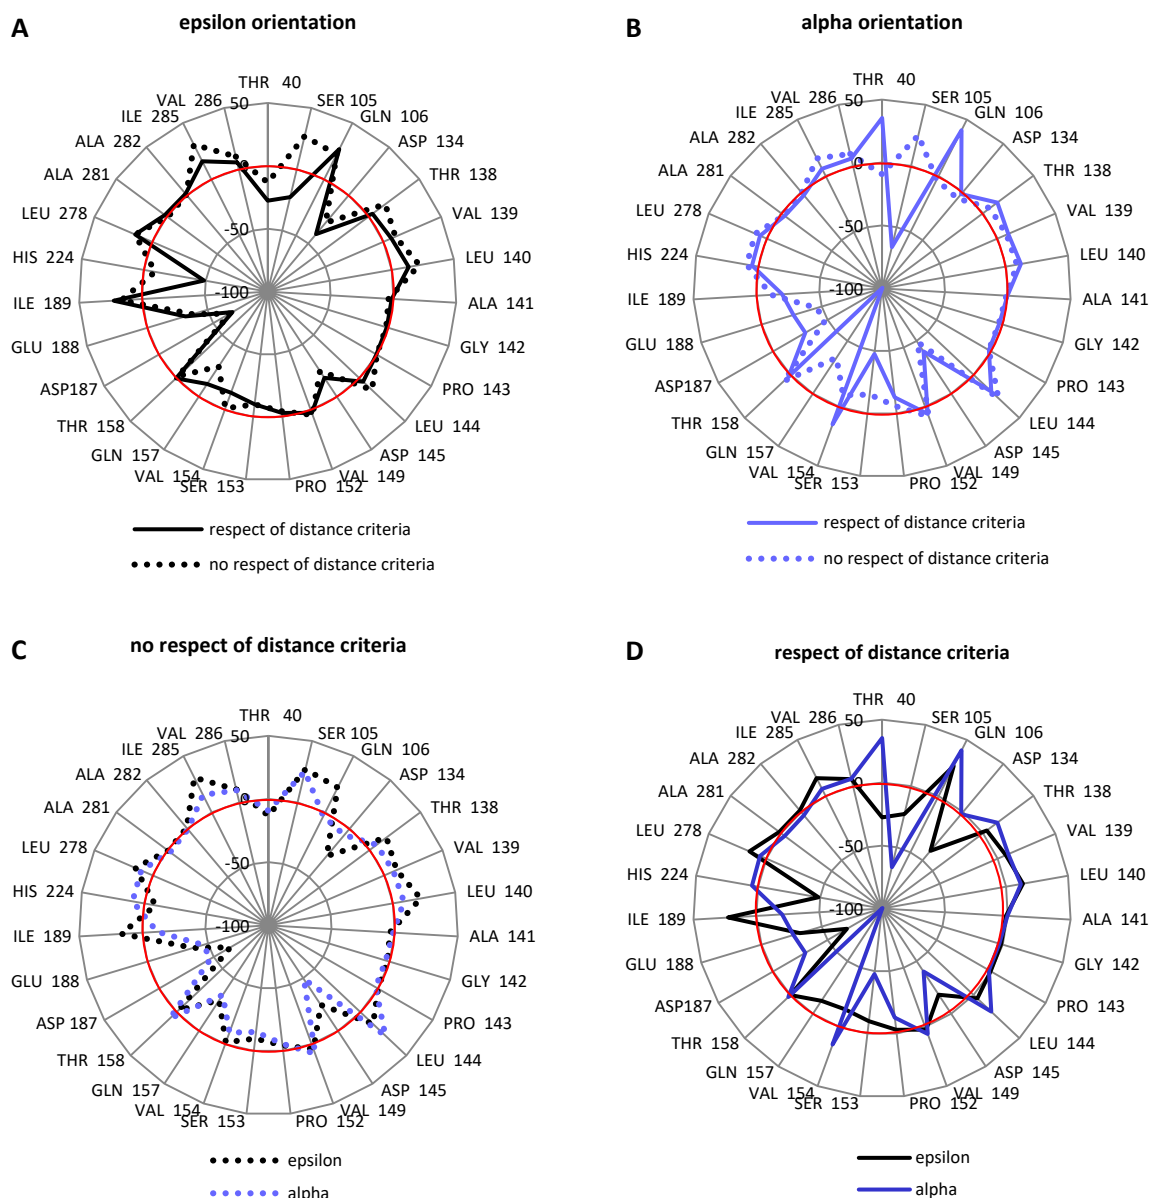 A
epsilon orientation
THR 40
SER 105
GLN 106
ASP 134
THR 138
VAL 139
LEU 140
ALA 141
GLY 142
PRO 143
LEU 144
ASP 145
VAL 149
PRO 152
SER 153
VAL 154
GLN 157
THR 158
ASP187
GLU 188
ILE 189
HIS 224
LEU 278
ALA 281
ALA 282
ILE 285
VAL 286
50
0
-50
-100
respect of distance criteria
no respect of distance criteria
B
alpha orientation
THR 40
SER 105
GLN 106
ASP 134
THR 138
VAL 139
LEU 140
ALA 141
GLY 142
PRO 143
LEU 144
ASP 145
VAL 149
PRO 152
SER 153
VAL 154
GLN 157
THR 158
ASP187
GLU 188
ILE 189
HIS 224
LEU 278
ALA 281
ALA 282
ILE 285
VAL 286
50
0
-50
-100
respect of distance criteria
no respect of distance criteria
C
no respect of distance criteria
THR 40
SER 105
GLN 106
ASP 134
THR 138
VAL 139
LEU 140
ALA 141
GLY 142
PRO 143
LEU 144
ASP 145
VAL 149
PRO 152
SER 153
VAL 154
GLN 157
THR 158
ASP 187
GLU 188
ILE 189
HIS 224
LEU 278
ALA 281
ALA 282
ILE 285
VAL 286
50
0
-50
-100
epsilon
alpha
D
respect of distance criteria
THR 40
SER 105
GLN 106
ASP 134
THR 138
VAL 139
LEU 140
ALA 141
GLY 142
PRO 143
LEU 144
ASP 145
VAL 149
PRO 152
SER 153
VAL 154
GLN 157
THR 158
ASP187
GLU 188
ILE 189
HIS 224
LEU 278
ALA 281
ALA 282
ILE 285
VAL 286
50
0
-50
-100
epsilon
alpha